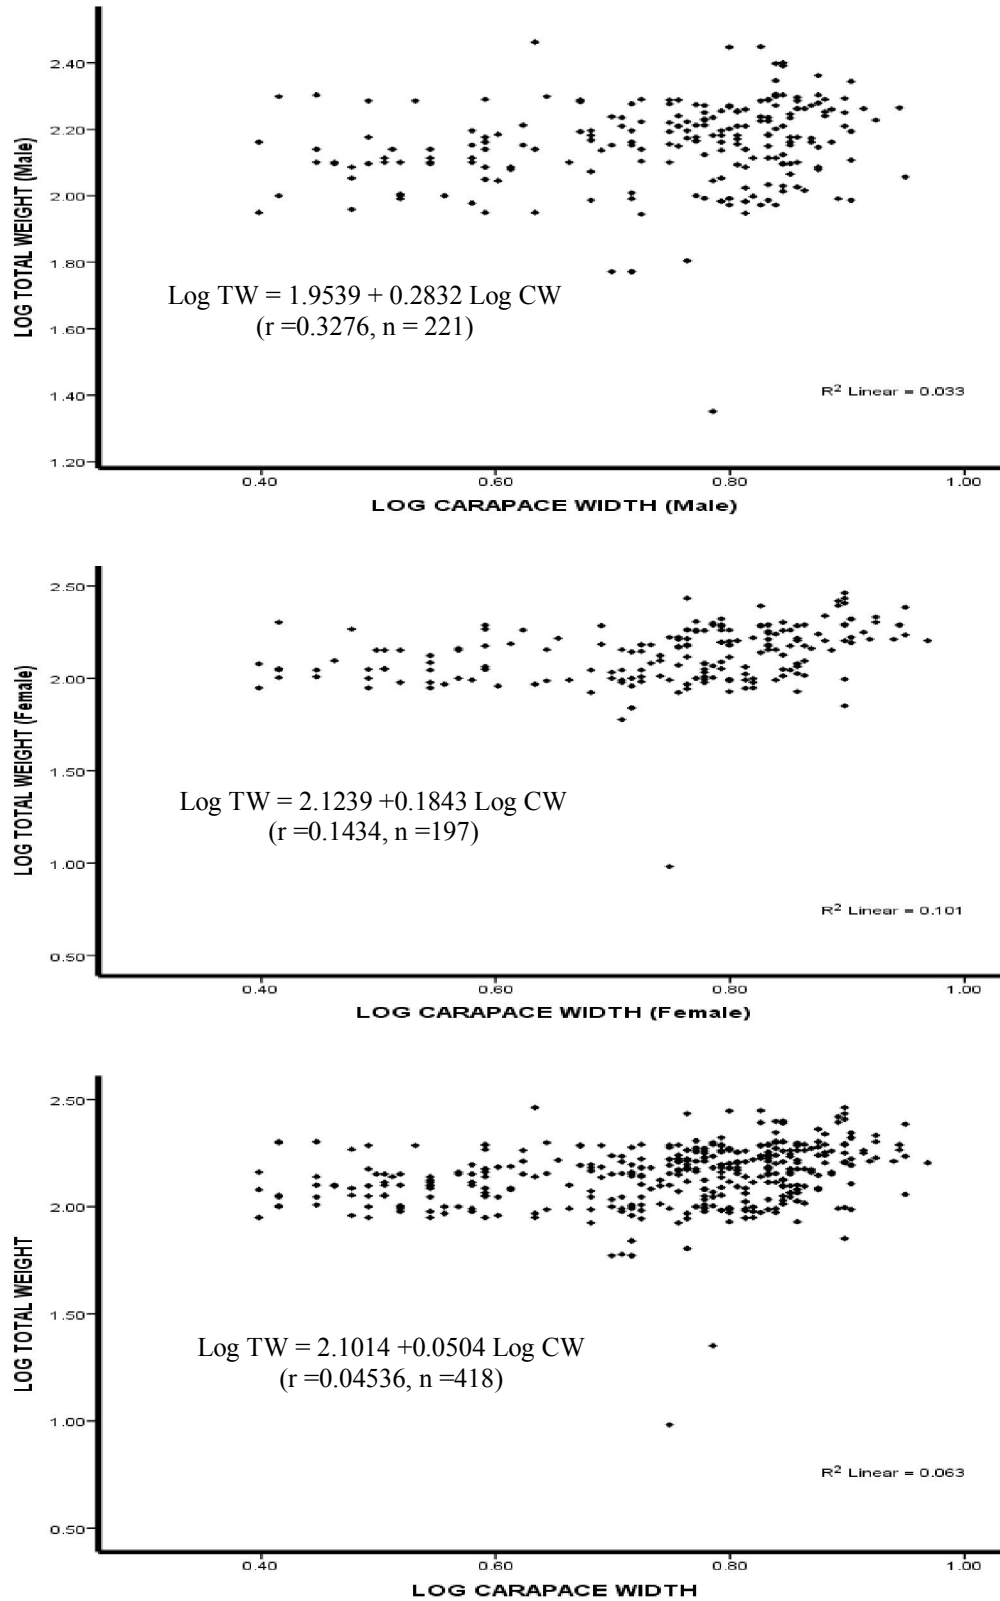 2.40
2.20
2.00
1.80
1.60
1.40
1.20
LOG TOTAL WEIGHT (Male)
Log TW = 1.9539 + 0.2832 Log CW
(r =0.3276, n = 221)
R² Linear = 0.033
0.40 0.60 0.80 1.00
LOG CARAPACE WIDTH (Male)
2.50
2.00
1.50
1.00
0.50
LOG TOTAL WEIGHT (Female)
Log TW = 2.1239 +0.1843 Log CW
(r =0.1434, n =197)
R² Linear = 0.101
0.40 0.60 0.80 1.00
LOG CARAPACE WIDTH (Female)
2.50
2.00
1.50
1.00
0.50
LOG TOTAL WEIGHT
Log TW = 2.1014 +0.0504 Log CW
(r =0.04536, n =418)
R² Linear = 0.063
0.40 0.60 0.80 1.00
LOG CARAPACE WIDTH